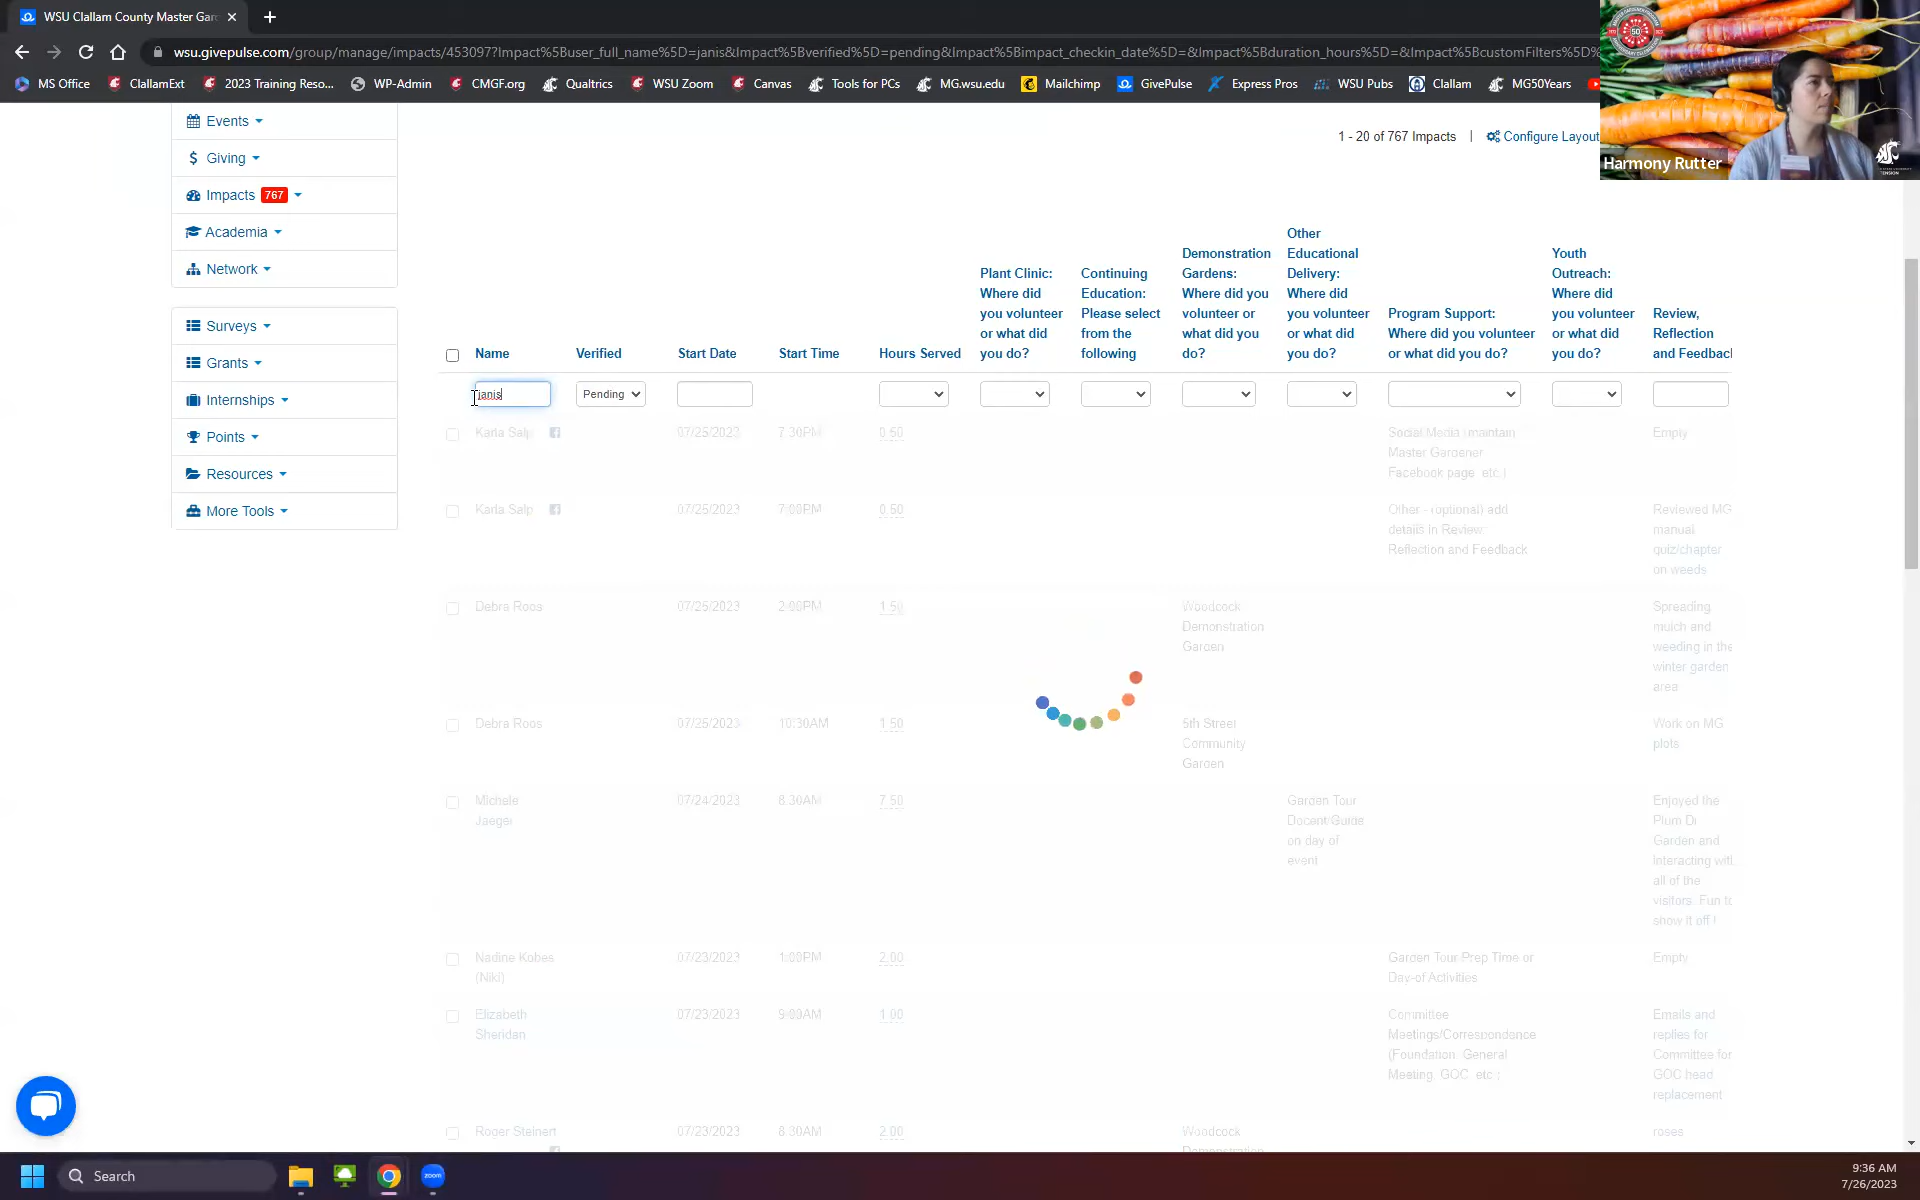 WSU Clallam County Master Gar
wsu.givepulse.com/group/manage/impacts/453097?Impact%5Buser_full_name%5D=janis&Impact%5Bverified%5D=pending&Impact%5Bimpact_checkin_date%5D=&Impact%5Bduration_hours%5D=&Impact%5BcustomFilters%5D%
MS Office ClallamExt 2023 Training Reso... WP-Admin CMGF.org Qualtrics WSU Zoom Canvas Tools for PCs MG.wsu.edu Mailchimp GivePulse Express Pros WSU Pubs Clallam MG50Years
Harmony Rutter
Events
Giving
Impacts 767
Academia
Network
Surveys
Grants
Internships
Points
Resources
More Tools
1 - 20 of 767 Impacts | Configure Layout
Name
Verified
Start Date
Start Time
Hours Served
Plant Clinic:
Where did
you volunteer
or what did
you do?
Continuing
Education:
Please select
from the
following
Demonstration
Gardens:
Where did you
volunteer or
what did you
do?
Other
Educational
Delivery:
Where did
you volunteer
or what did
you do?
Program Support:
Where did you volunteer
or what did you do?
Youth
Outreach:
Where did
you volunteer
or what did
you do?
Review,
Reflection
and Feedbacl
janis Pending
Karla Salp 07/25/2023 7:30PM 0.50
Social Media (maintain
Master Gardener
Facebook page, etc.)
Empty
Karla Salp 07/25/2023 7:00PM 0.50
Other - (optional) add
details in Review:
Reflection and Feedback
Reviewed MG
manual
quiz/chapter
on weeds
Debra Roos 07/25/2023 2:00PM 1.50
Woodcock
Demonstration
Garden
Spreading
mulch and
weeding in the
winter garden
area
Debra Roos 07/25/2023 10:30AM 1.50
5th Street
Community
Garden
Work on MG
plots
Michele
Jaeger
07/24/2023 8:30AM 7.50
Garden Tour
Docent/Guide
on day of
event
Enjoyed the
Plum Dr
Garden and
Interacting with
all of the
visitors. Fun to
show it off !
Nadine Kobes
(Niki)
07/23/2023 1:00PM 2.00
Garden Tour Prep Time or
Day-of Activities
Empty
Elizabeth
Sheridan
07/23/2023 9:00AM 1.00
Committee
Meetings/Correspondence
(Foundation, General
Meeting, GOC, etc.)
Emails and
replies for
Committee for
GOC head
replacement
Roger Steinert 07/23/2023 8:30AM 2.00
Woodcock
Demonstration
roses
Search
zoom
9:36 AM
7/26/2023